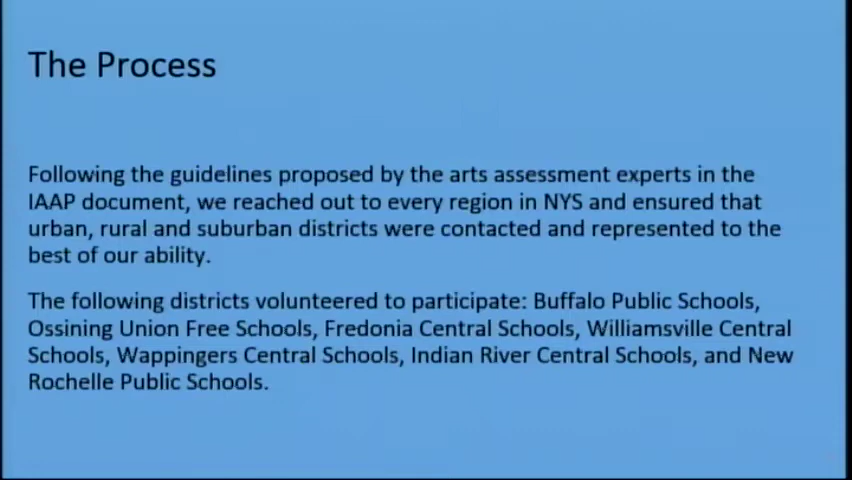 The Process
Following the guidelines proposed by the arts assessment experts in the
IAAP document, we reached out to every region in NYS and ensured that
urban, rural and suburban districts were contacted and represented to the
best of our ability.
The following districts volunteered to participate: Buffalo Public Schools,
Ossining Union Free Schools, Fredonia Central Schools, Williamsville Central
Schools, Wappingers Central Schools, Indian River Central Schools, and New
Rochelle Public Schools.